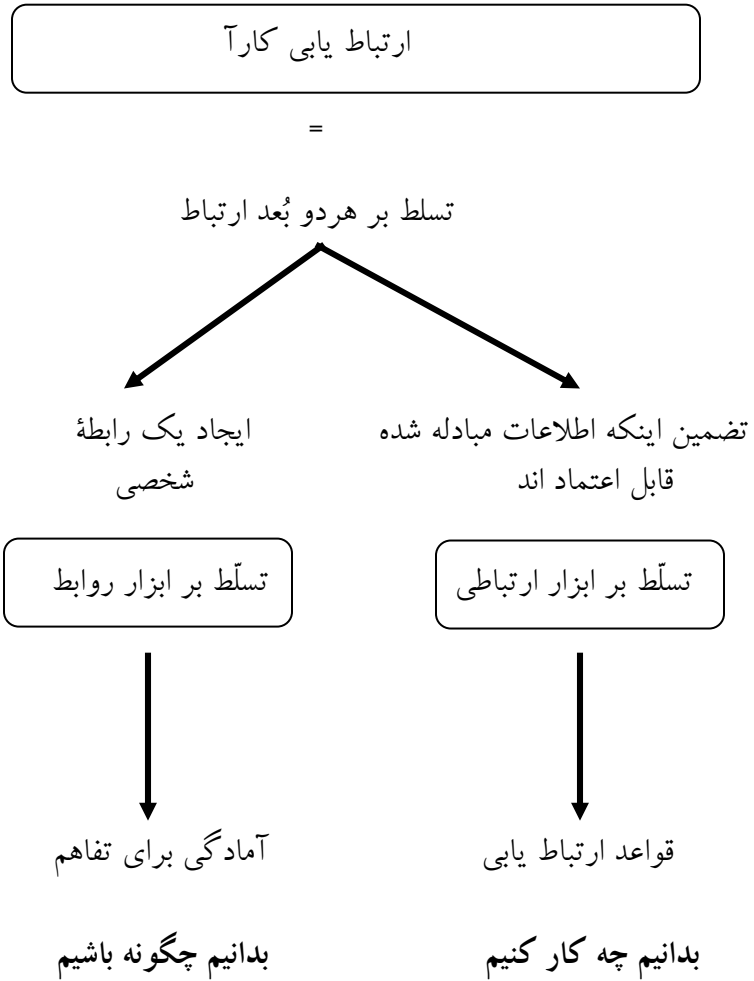 ارتباط یابی کارآ
=
تسلط بر هردو بُعد ارتباط
تضمین اینکه اطلاعات مبادله شده
قابل اعتماد اند
ایجاد یک رابطۀ
شخصی
تسلّط بر ابزار ارتباطی
تسلّط بر ابزار روابط
قواعد ارتباط یابی
آمادگی برای تفاهم
بدانیم چه کار کنیم
بدانیم چگونه باشیم